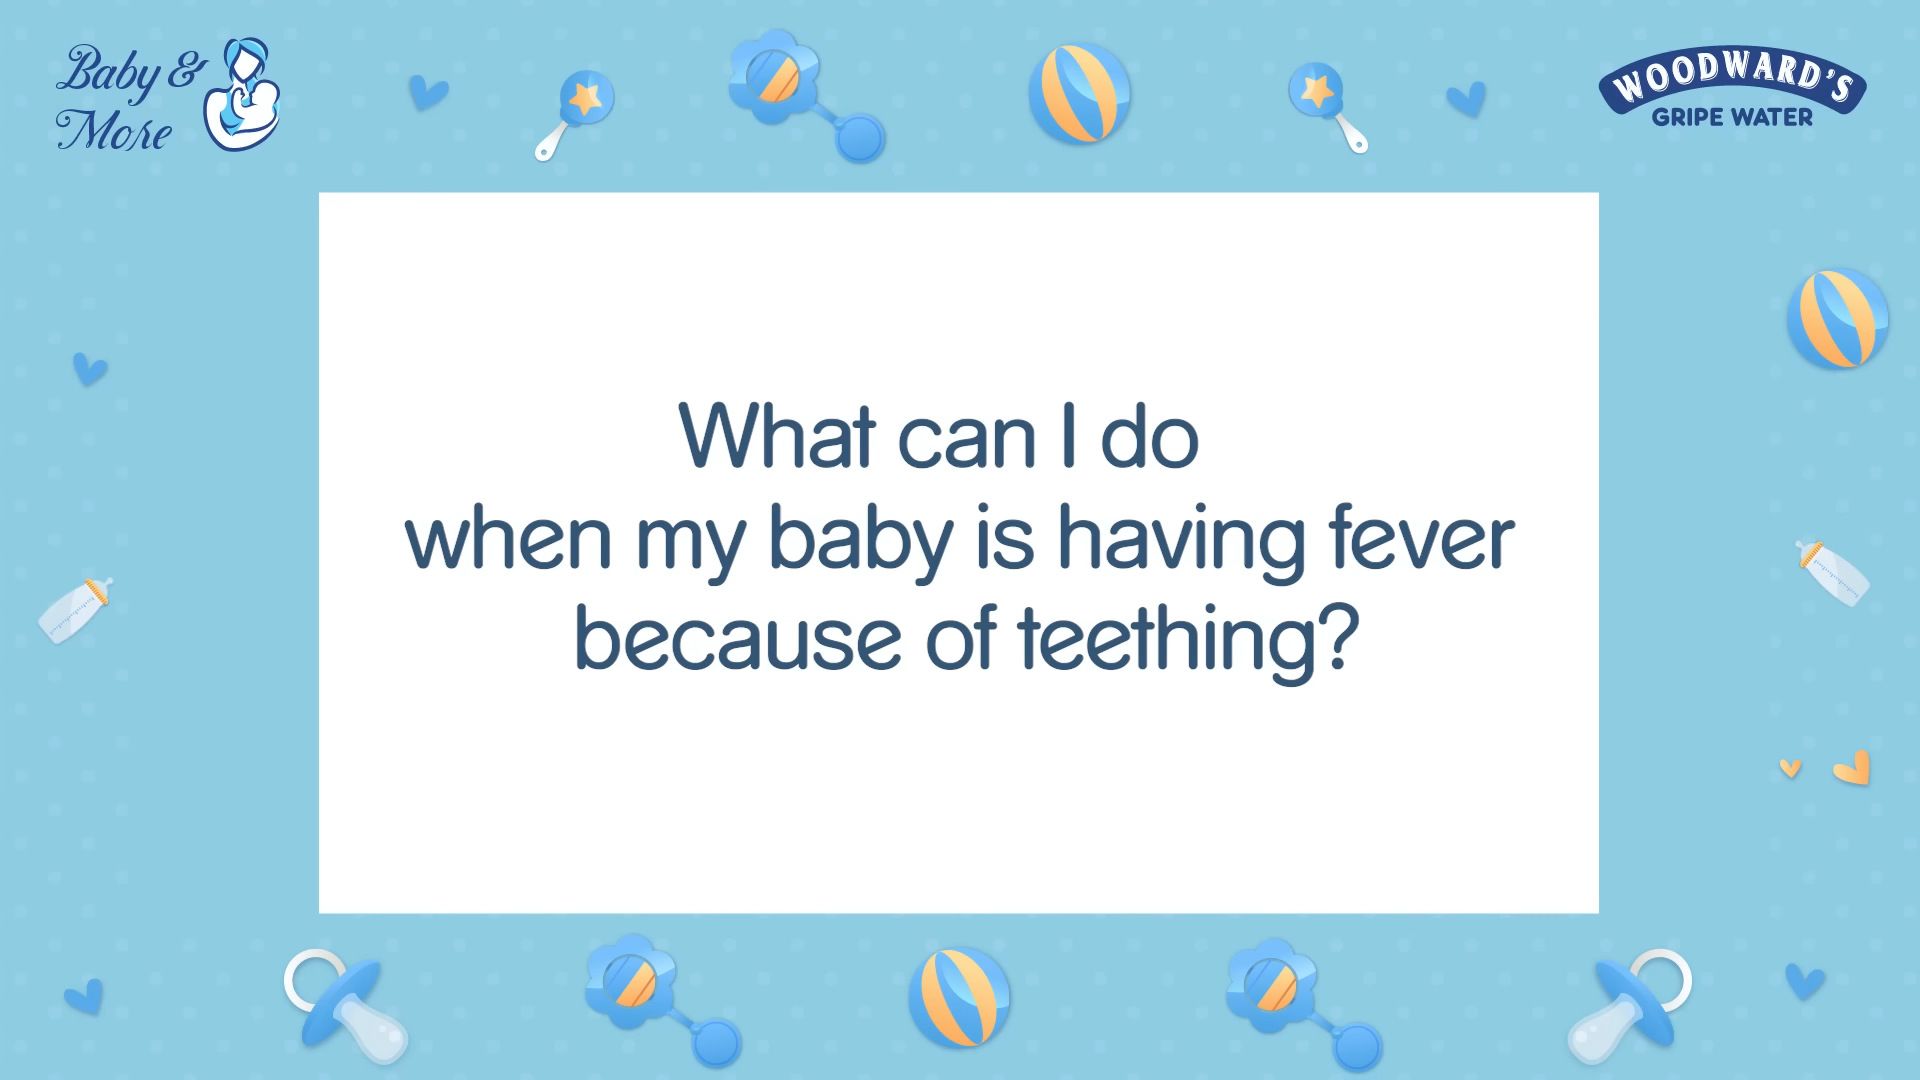 Baby &
More
WOODWARD'S
GRIPE WATER
What can I do
when my baby is having fever
because of teething?